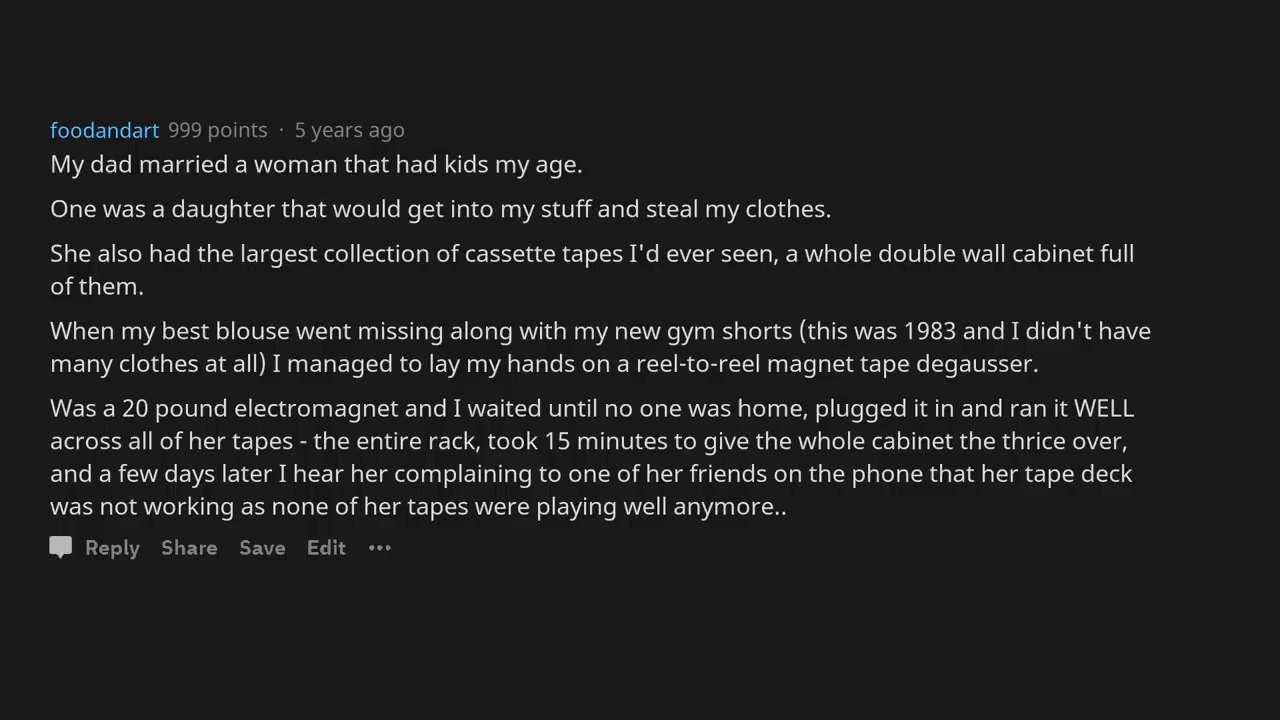 foodandart 999 points · 5 years ago
My dad married a woman that had kids my age.
One was a daughter that would get into my stuff and steal my clothes.
She also had the largest collection of cassette tapes I'd ever seen, a whole double wall cabinet full
of them.
When my best blouse went missing along with my new gym shorts (this was 1983 and I didn't have
many clothes at all) I managed to lay my hands on a reel-to-reel magnet tape degausser.
Was a 20 pound electromagnet and I waited until no one was home, plugged it in and ran it WELL
across all of her tapes - the entire rack, took 15 minutes to give the whole cabinet the thrice over,
and a few days later I hear her complaining to one of her friends on the phone that her tape deck
was not working as none of her tapes were playing well anymore..
Reply Share Save Edit •••